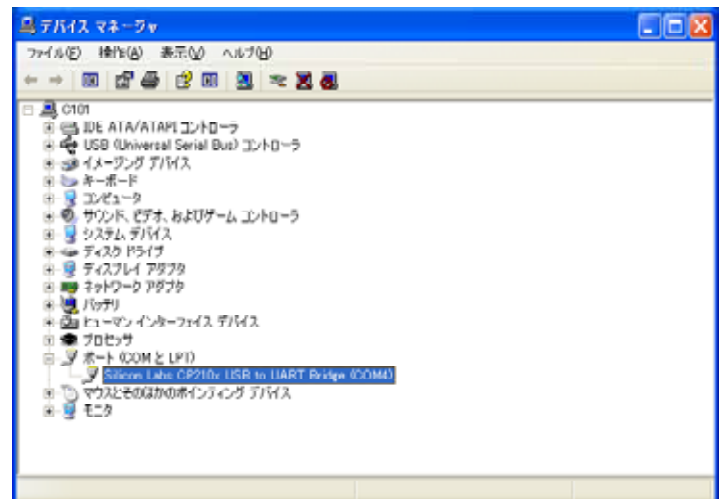 デバイス マネージャ
ファイル(F) 操作(A) 表示(V) ヘルプ(H)
C101
IDE ATA/ATAPI コントローラ
USB (Universal Serial Bus) コントローラ
イメージング デバイス
キーボード
コンピュータ
サウンド、ビデオ、およびゲーム コントローラ
システム デバイス
ディスク ドライブ
ディスプレイ アダプタ
ネットワーク アダプタ
バッテリ
ヒューマン インターフェイス デバイス
プロセッサ
ポート (COM と LPT)
Silicon Labs CP210x USB to UART Bridge (COM4)
マウスとそのほかのポインティング デバイス
モニタ